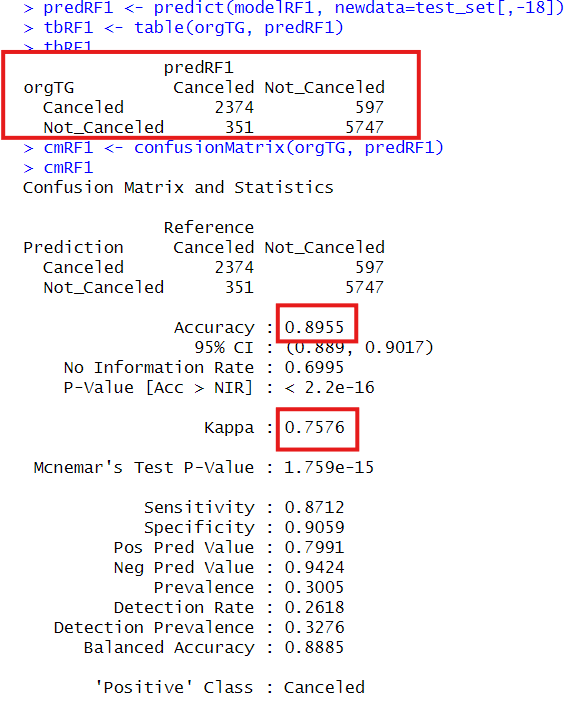 > predRF1 <- predict(modelRF1, newdata=test_set[,-18])
> tbRF1 <- table(orgTG, predRF1)
> tbRF1
predRF1
orgTG Canceled Not_Canceled
Canceled 2374 597
Not_Canceled 351 5747
> cmRF1 <- confusionMatrix(orgTG, predRF1)
> cmRF1
Confusion Matrix and Statistics
Reference
Prediction Canceled Not_Canceled
Canceled 2374 597
Not_Canceled 351 5747
Accuracy : 0.8955
95% CI : (0.889, 0.9017)
No Information Rate : 0.6995
P-Value [Acc > NIR] : < 2.2e-16
Kappa : 0.7576
Mcnemar's Test P-Value : 1.759e-15
Sensitivity : 0.8712
Specificity : 0.9059
Pos Pred Value : 0.7991
Neg Pred Value : 0.9424
Prevalence : 0.3005
Detection Rate : 0.2618
Detection Prevalence : 0.3276
Balanced Accuracy : 0.8885
'Positive' Class : Canceled